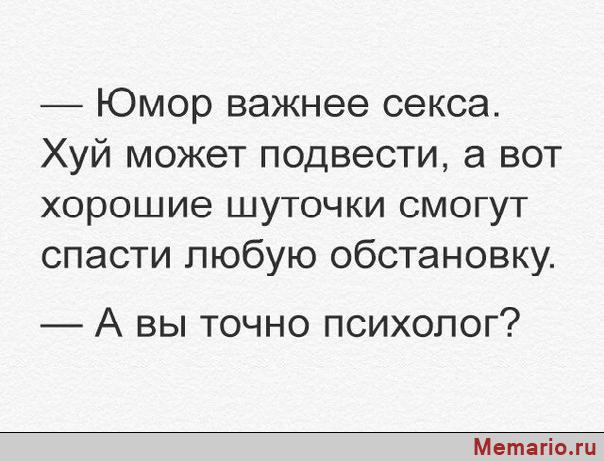 — Юмор важнее секса.
Хуй может подвести, а вот
хорошие шуточки смогут
спасти любую обстановку.
— А вы точно психолог?
Memario.ru